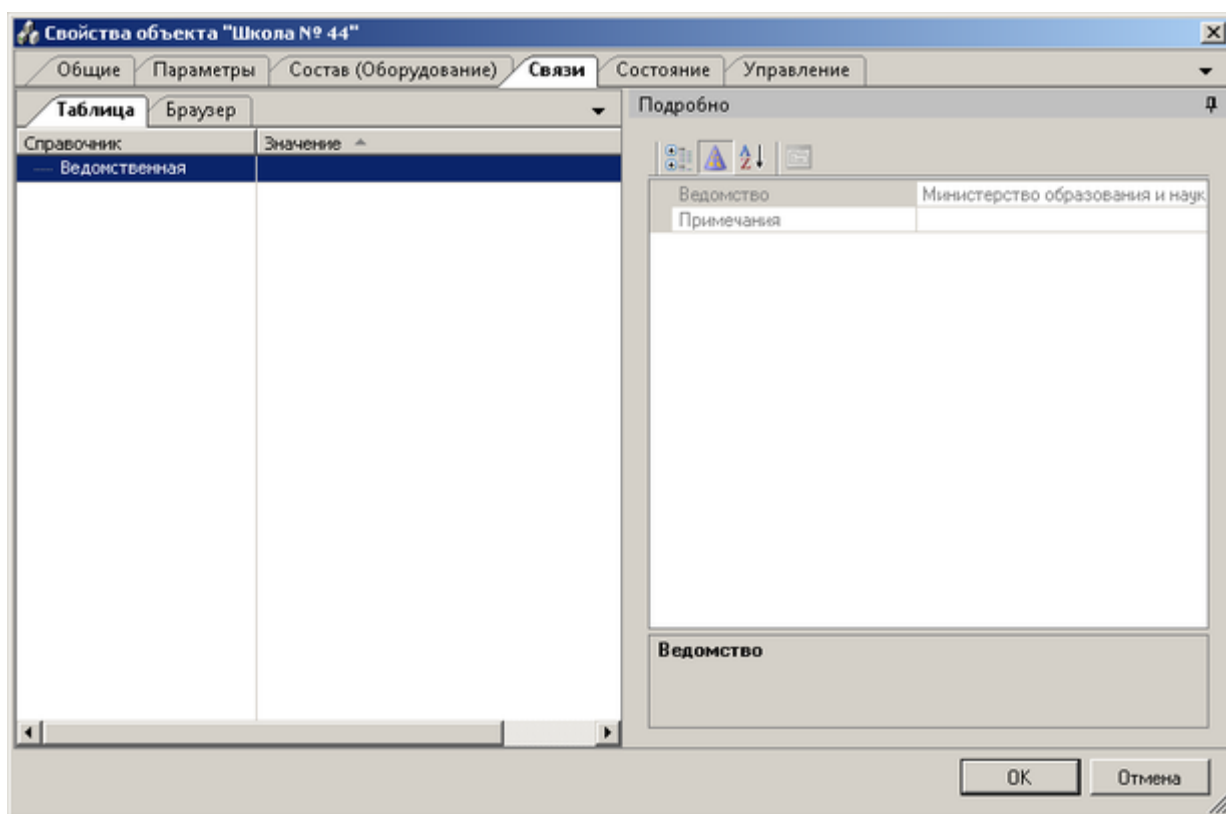 Свойства объекта "Школа № 44"
Общие Параметры Состав (Оборудование) Связи Состояние Управление
Таблица Браузер
Справочник Значение
Ведомственная
Подробно
Ведомство Министерство образования и наук
Примечания
Ведомство
OK Отмена